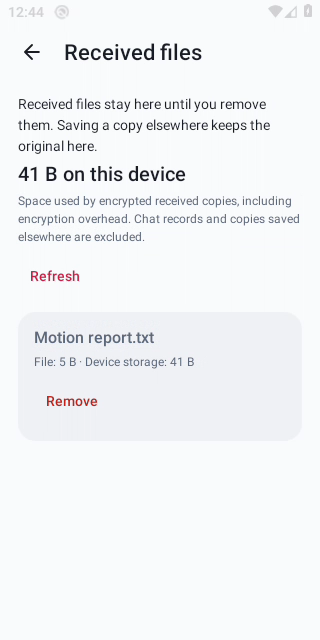 12:44
Received files
Received files stay here until you remove
them. Saving a copy elsewhere keeps the
original here.
41 B on this device
Space used by encrypted received copies, including
encryption overhead. Chat records and copies saved
elsewhere are excluded.
Refresh
Motion report.txt
File: 5 B · Device storage: 41 B
Remove